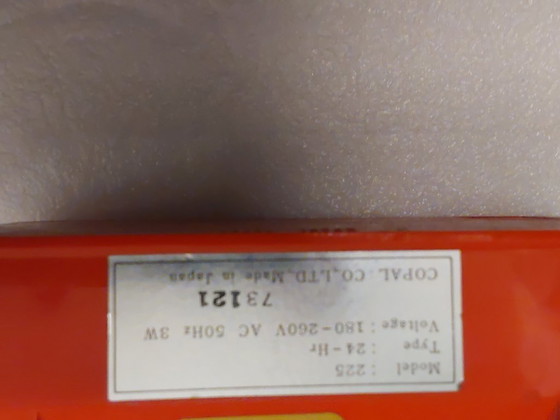 Model : 225
Type : 24-Hr
Voltage : 180-260V AC 50Hz 3W
73121
COPAL CO.,LTD. Made in Japan